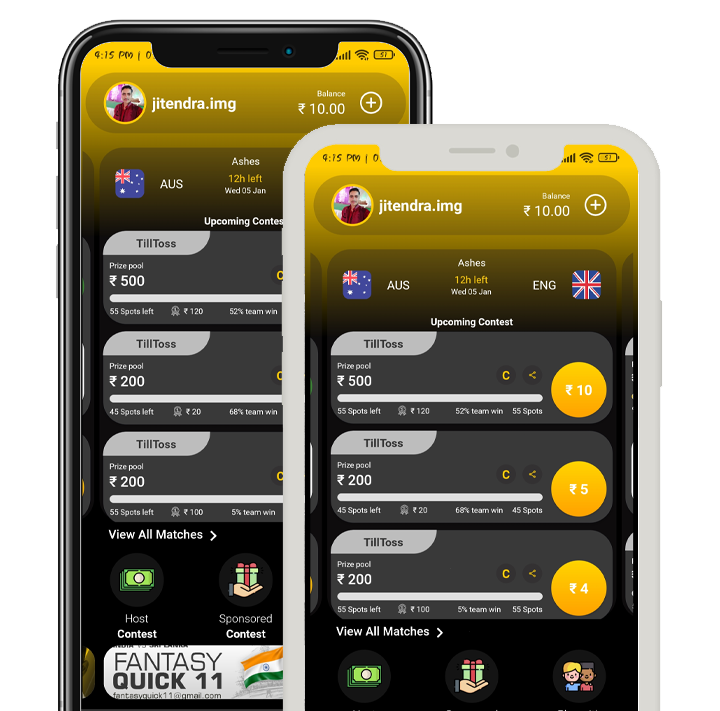 4:15 PM | 0
51
jitendra.img
Balance
₹ 10.00
Ashes
AUS
12h left
Wed 05 Jan
Upcoming Contes
TillToss
Prize pool
₹ 500
C
55 Spots left
₹ 120
52% team win
TillToss
Prize pool
₹ 200
C
45 Spots left
₹ 20
68% team win
TillToss
Prize pool
₹ 200
C
55 Spots left
₹ 100
5% team win
View All Matches >
Host
Contest
Sponsored
Contest
FANTASY
QUICK 11
fantasyquick11@gmail.com
4:15 PM | 0
51
jitendra.img
Balance
₹ 10.00
Ashes
AUS
12h left
ENG
Wed 05 Jan
Upcoming Contest
TillToss
Prize pool
₹ 500
C
₹ 10
55 Spots left
₹ 120
52% team win
55 Spots
TillToss
Prize pool
₹ 200
C
₹ 5
45 Spots left
₹ 20
68% team win
45 Spots
TillToss
Prize pool
₹ 200
C
₹ 4
55 Spots left
₹ 100
5% team win
55 Spots
View All Matches >